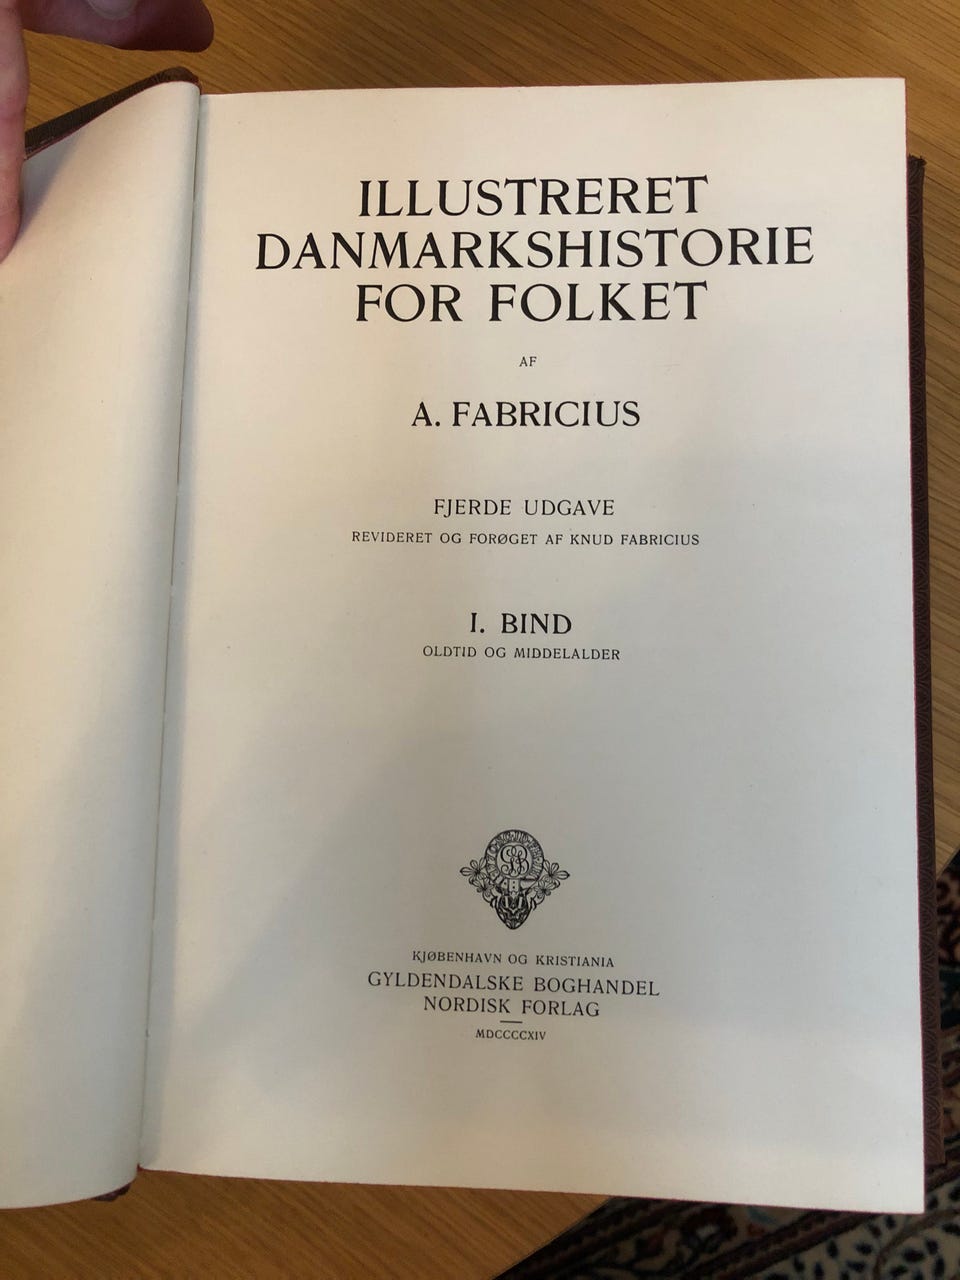 ILLUSTRERET
DANMARKSHISTORIE
FOR FOLKET
AF
A. FABRICIUS
FJERDE UDGAVE
REVIDERET OG FORØGET AF KNUD FABRICIUS
I. BIND
OLDTID OG MIDDELALDER
KJØBENHAVN OG KRISTIANIA
GYLDENDALSKE BOGHANDEL
NORDISK FORLAG
MDCCCCXIV